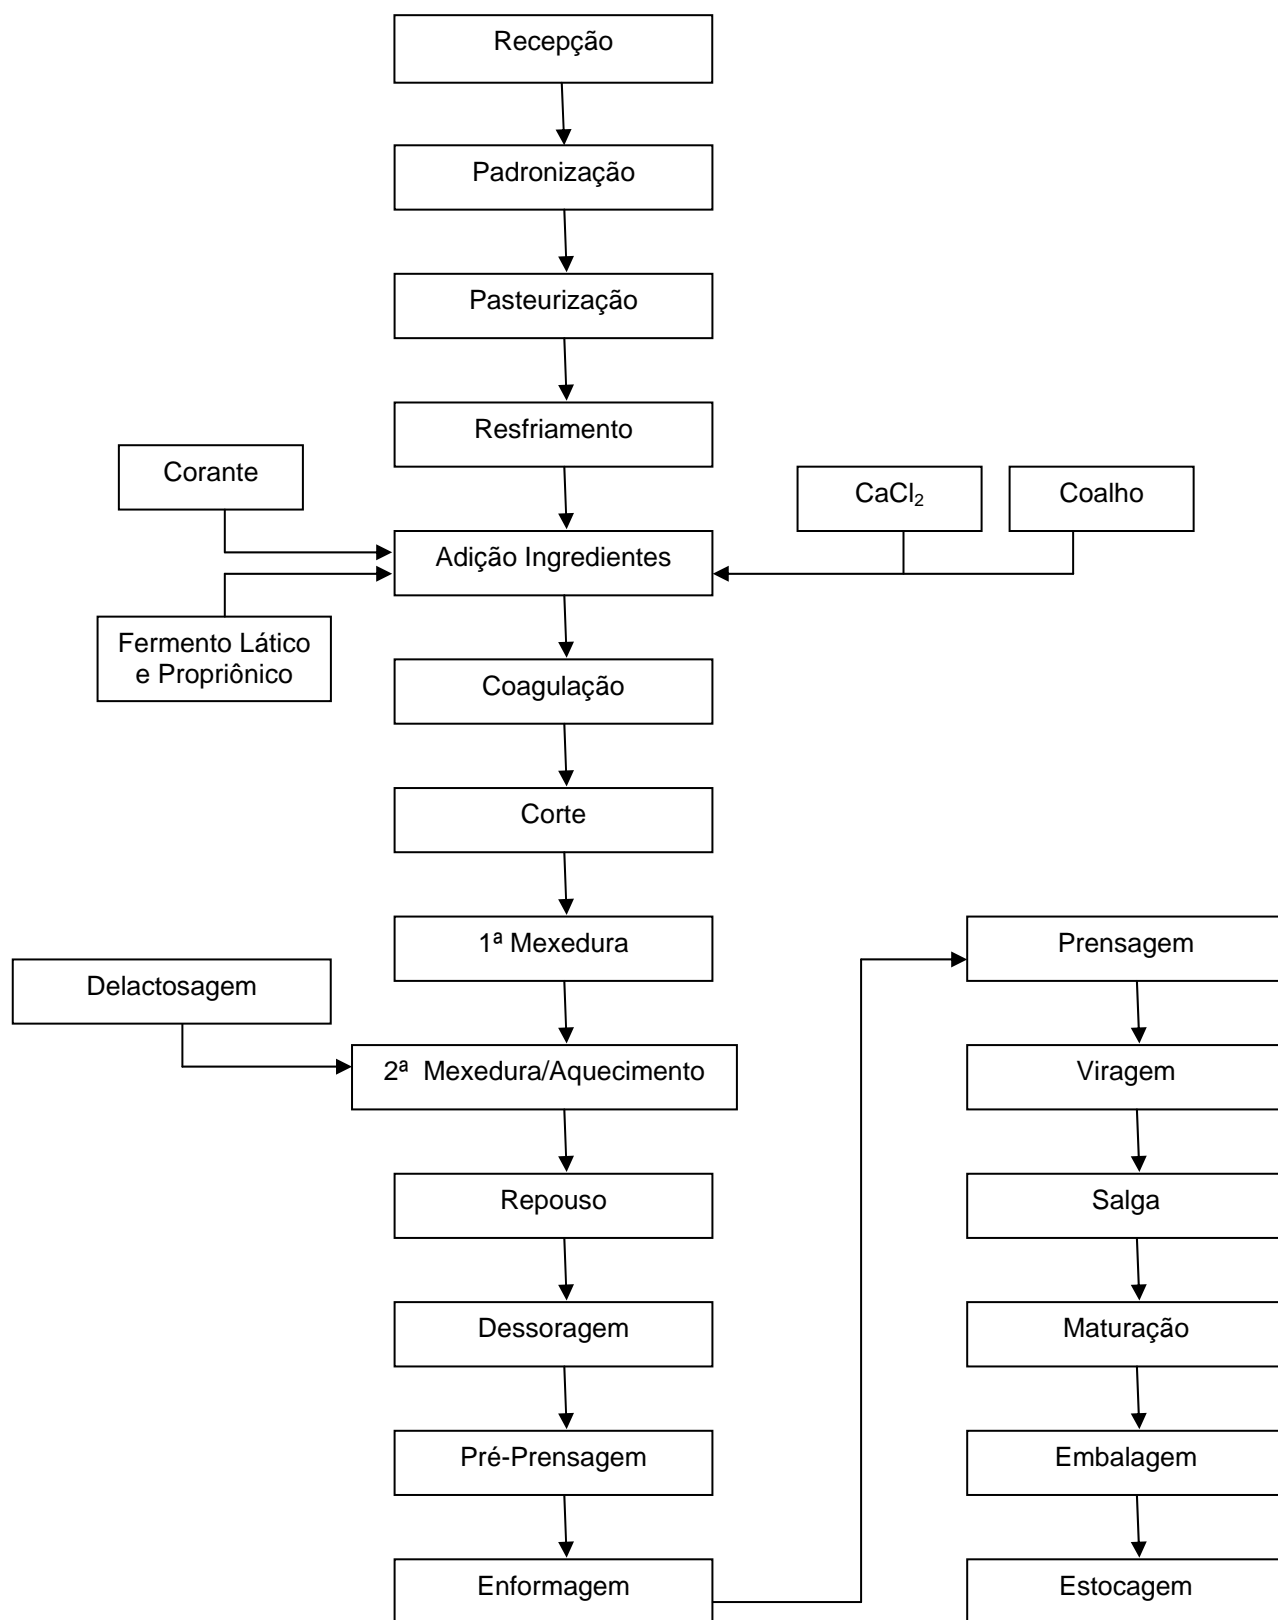 Recepção
Padronização
Pasteurização
Resfriamento
Corante
CaCl₂
Coalho
Adição Ingredientes
Fermento Lático
e Propriônico
Coagulação
Corte
1ª Mexedura
Delactosagem
2ª  Mexedura/Aquecimento
Repouso
Dessoragem
Pré-Prensagem
Enformagem
Prensagem
Viragem
Salga
Maturação
Embalagem
Estocagem